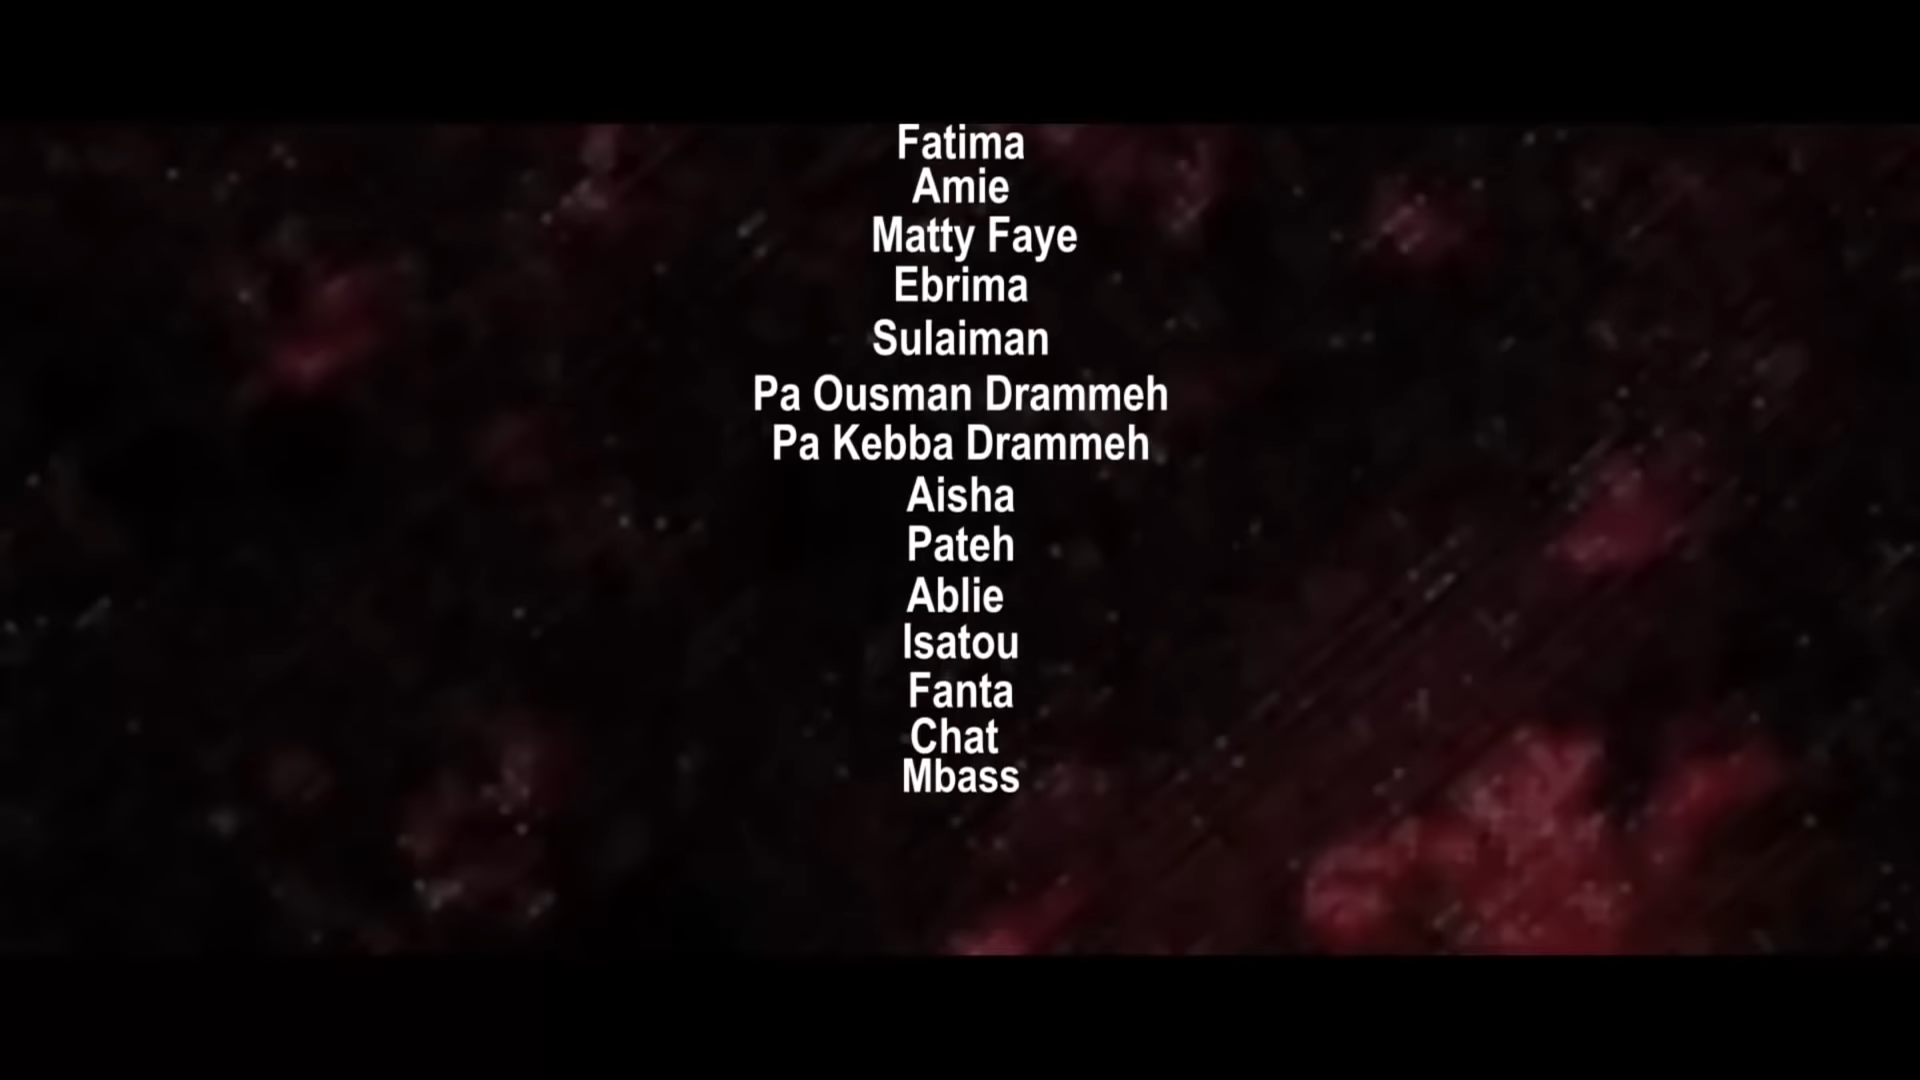 Fatima
Amie
Matty Faye
Ebrima
Sulaiman
Pa Ousman Drammeh
Pa Kebba Drammeh
Aisha
Pateh
Ablie
Isatou
Fanta
Chat
Mbass